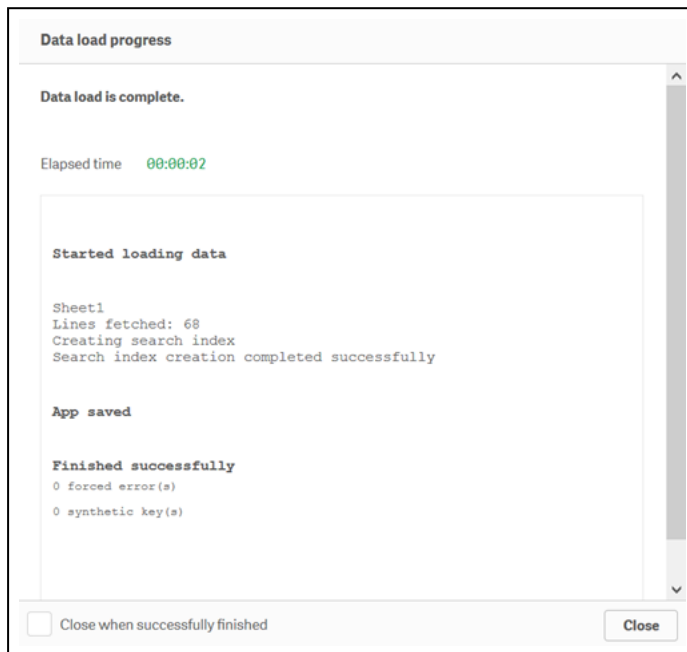 Data load progress
Data load is complete.
Elapsed time 00:00:02
Started loading data
Sheet1
Lines fetched: 68
Creating search index
Search index creation completed successfully
App saved
Finished successfully
0 forced error(s)
0 synthetic key(s)
Close when successfully finished Close